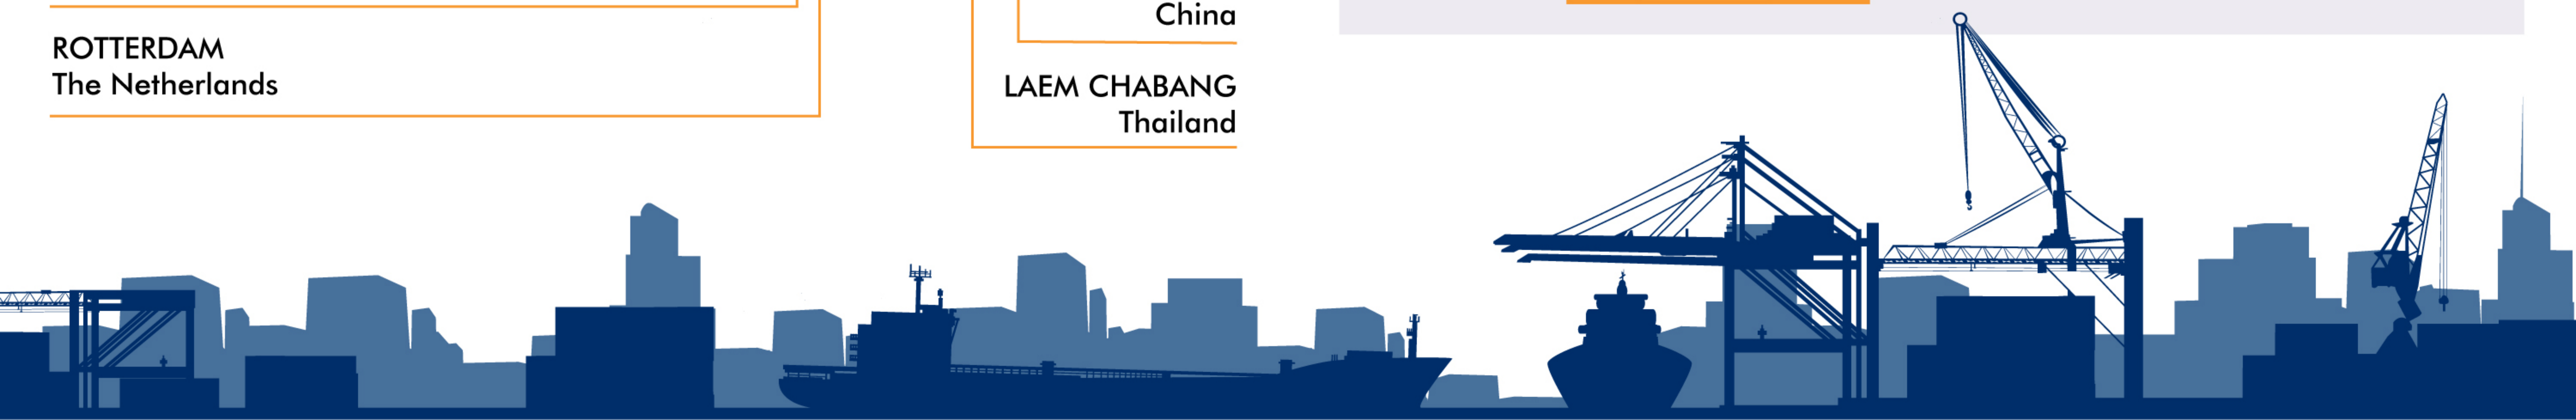 ROTTERDAM
The Netherlands
China
LAEM CHABANG
Thailand